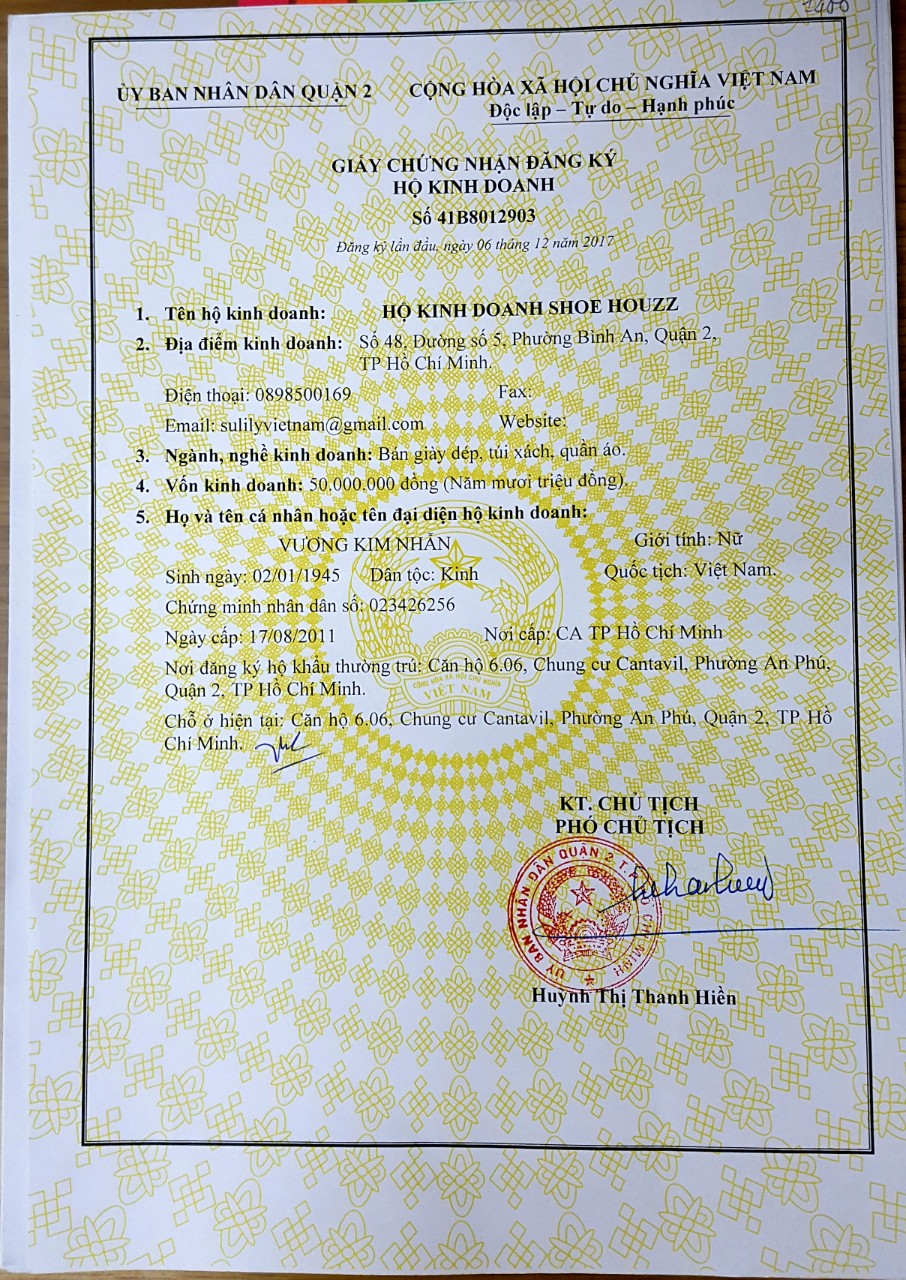 2400
ỦY BAN NHÂN DÂN QUẬN 2
CỘNG HÒA XÃ HỘI CHỦ NGHĨA VIỆT NAM
Độc lập – Tự do – Hạnh phúc
GIẤY CHỨNG NHẬN ĐĂNG KÝ
HỘ KINH DOANH
Số 41B8012903
Đăng ký lần đầu, ngày 06 tháng 12 năm 2017
1. Tên hộ kinh doanh: HỘ KINH DOANH SHOE HOUZZ
2. Địa điểm kinh doanh: Số 48, Đường số 5, Phường Bình An, Quận 2,
TP Hồ Chí Minh.
Điện thoại: 0898500169 Fax:
Email: sulilyvietnam@gmail.com Website:
3. Ngành, nghề kinh doanh: Bán giày dép, túi xách, quần áo.
4. Vốn kinh doanh: 50.000.000 đồng (Năm mươi triệu đồng).
5. Họ và tên cá nhân hoặc tên đại diện hộ kinh doanh:
VƯƠNG KIM NHÃN Giới tính: Nữ
Sinh ngày: 02/01/1945 Dân tộc: Kinh Quốc tịch: Việt Nam.
Chứng minh nhân dân số: 023426256
Ngày cấp: 17/08/2011 Nơi cấp: CA TP Hồ Chí Minh
Nơi đăng ký hộ khẩu thường trú: Căn hộ 6.06, Chung cư Cantavil, Phường An Phú,
Quận 2, TP Hồ Chí Minh.
CỘNG HÒA XÃ HỘI CHỦ NGHĨA
VIỆT NAM
Chỗ ở hiện tại: Căn hộ 6.06, Chung cư Cantavil, Phường An Phú, Quận 2, TP Hồ
Chí Minh.
KT. CHỦ TỊCH
PHÓ CHỦ TỊCH
ỦY BAN NHÂN DÂN QUẬN 2 CHÍ MINH
Huỳnh Thị Thanh Hiền